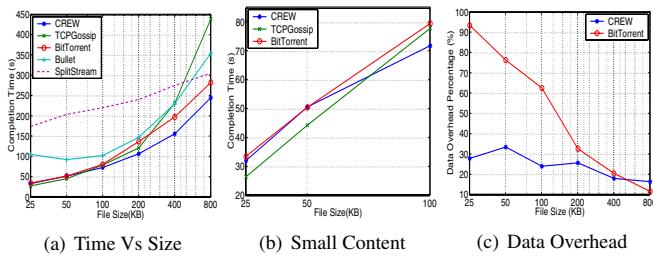 Completion Time (s)
450
400
350
300
250
200
150
100
50
0
25
50
100
200
400
800
File Size(KB)
CREW
TCPGossip
BitTorrent
Bullet
SplitStream
(a) Time Vs Size
Completion Time (s)
80
60
40
20
25
50
100
File Size(KB)
CREW
TCPGossip
BitTorrent
(b) Small Content
Data Overhead Percentage (%)
100
90
80
70
60
50
40
30
20
10
25
50
100
200
400
800
File Size (KB)
CREW
BitTorrent
(c) Data Overhead